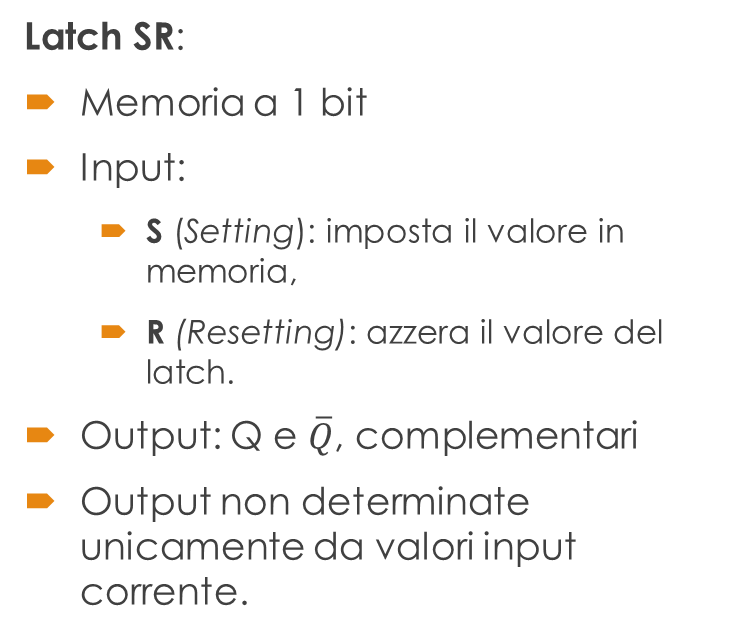 Latch SR:
Memoria a 1 bit
Input:
S (Setting): imposta il valore in
memoria,
R (Resetting): azzera il valore del
latch.
Output: Q e Q̅, complementari
Output non determinate
unicamente da valori input
corrente.